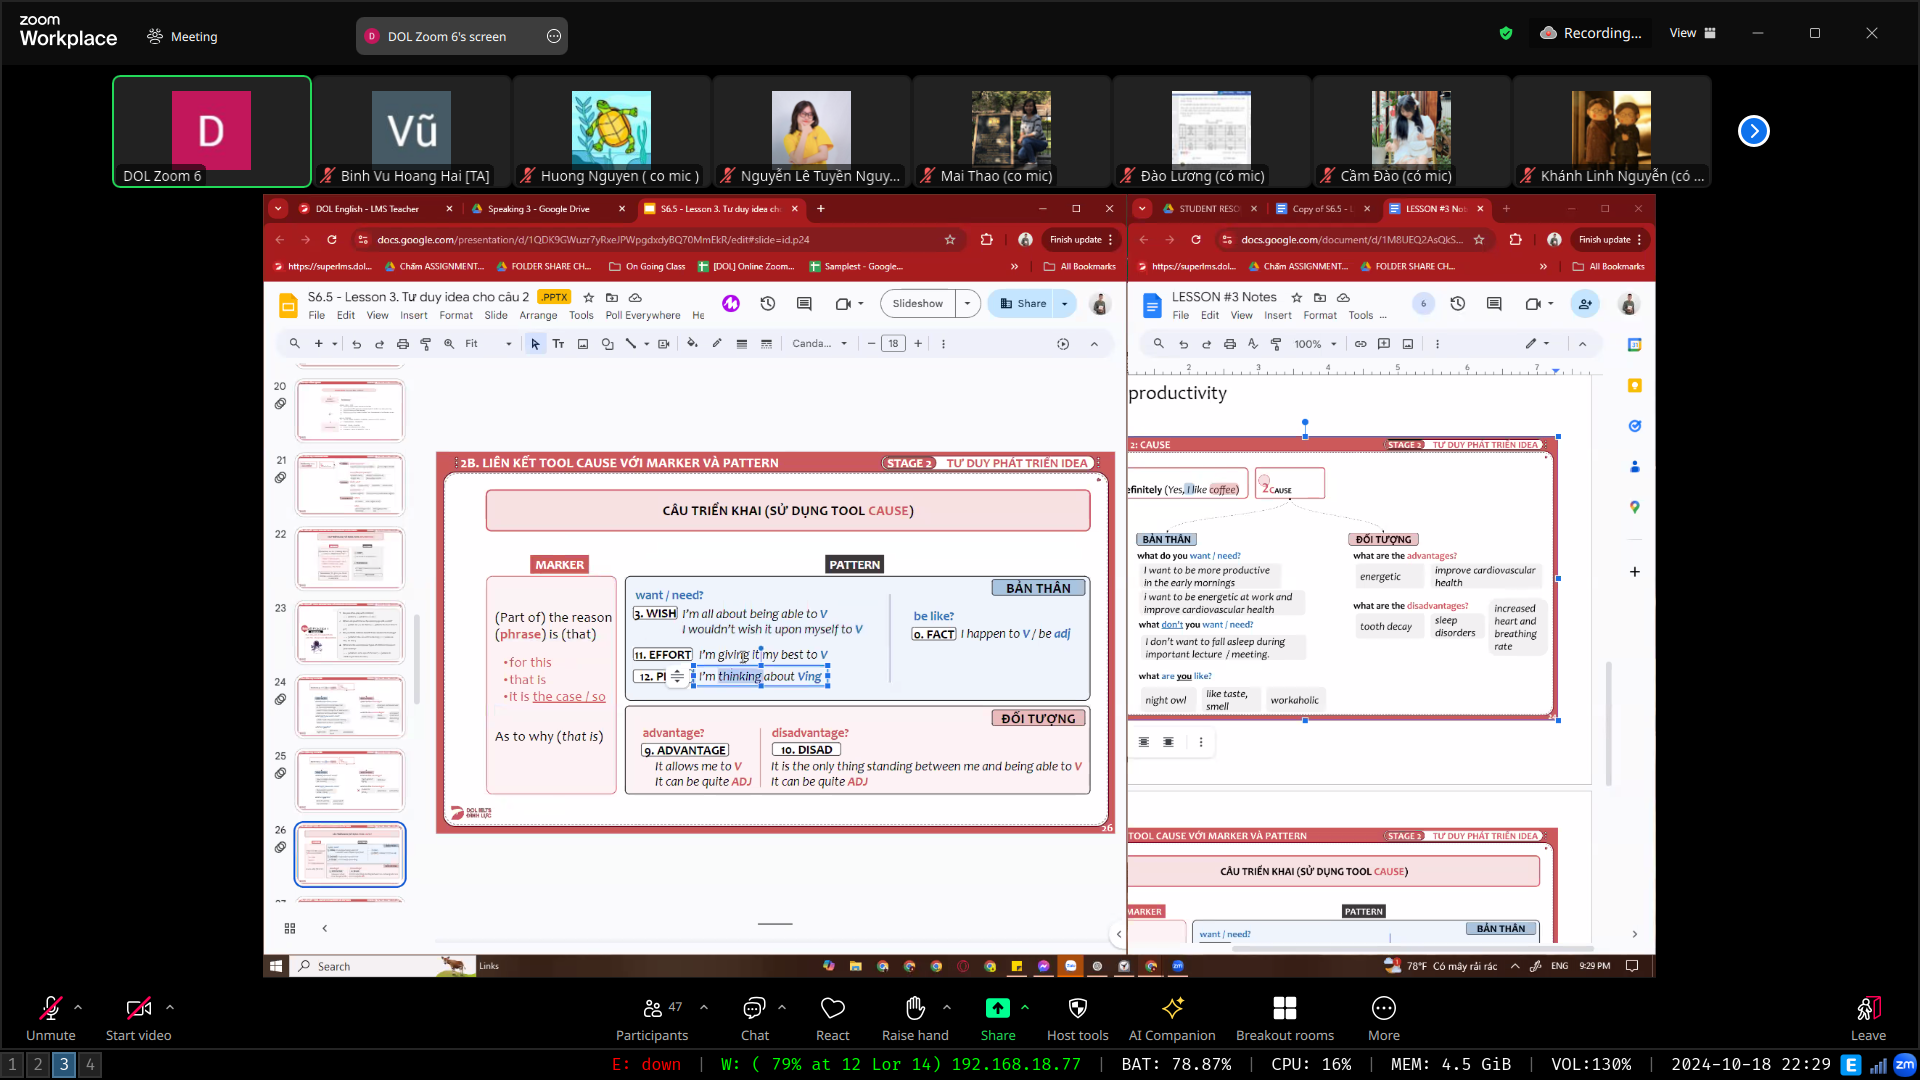 zoom
Workplace
Meeting
D DOL Zoom 6's screen
Recording...
View
D
DOL Zoom 6
Vũ
Binh Vu Hoang Hai [TA]
Huong Nguyen ( co mic )
Nguyễn Lê Tuyền Nguy...
Mai Thao (co mic)
Đào Lương (có mic)
Cầm Đào (có mic)
Khánh Linh Nguyễn (có ...
DOL English - LMS Teacher
Speaking 3 - Google Drive
S6.5 - Lesson 3. Tư duy idea ch
docs.google.com/presentation/d/1QDK9GWuzr7yRxeJPWpgdxdyBQ70MmEkR/edit#slide=id.p24
Finish update
https://superlms.dol...
Chấm ASSIGNMENT...
FOLDER SHARE CH...
On Going Class
[DOL] Online Zoom...
Samplest - Google...
All Bookmarks
S6.5 - Lesson 3. Tư duy idea cho câu 2
.PPTX
File Edit View Insert Format Slide Arrange Tools Poll Everywhere He
Slideshow
Share
Fit
Canda...
18
20
21
22
23
24
25
26
2B. LIÊN KẾT TOOL CAUSE VỚI MARKER VÀ PATTERN
STAGE 2 TƯ DUY PHÁT TRIỂN IDEA
CÂU TRIỂN KHAI (SỬ DỤNG TOOL CAUSE)
MARKER
PATTERN
(Part of) the reason
(phrase) is (that)
•for this
•that is
•it is the case / so
As to why (that is)
BẢN THÂN
want / need?
3. WISH I'm all about being able to V
I wouldn't wish it upon myself to V
11. EFFORT I'm giving it my best to V
12. Pl I'm thinking about Ving
be like?
0. FACT I happen to V / be adj
ĐỐI TƯỢNG
advantage?
9. ADVANTAGE
It allows me to V
It can be quite ADJ
disadvantage?
10. DISAD
It is the only thing standing between me and being able to V
It can be quite ADJ
DOL IELTS
ĐÌNH LỰC
26
STUDENT RESO
Copy of S6.5 - L
LESSON #3 No
docs.google.com/document/d/1M8UEQ2AsQkS...
Finish update
https://superlms.dol...
Chấm ASSIGNMENT...
FOLDER SHARE CH...
All Bookmarks
LESSON #3 Notes
File Edit View Insert Format Tools ...
6
100%
2 3 4 5 6 7
productivity
2: CAUSE
STAGE 2 TƯ DUY PHÁT TRIỂN IDEA
efinitely (Yes, I like coffee)
2 CAUSE
BẢN THÂN
what do you want / need?
I want to be more productive
in the early mornings
I want to be energetic at work and
improve cardiovascular health
what don't you want / need?
I don't want to fall asleep during
important lecture / meeting.
what are you like?
night owl
like taste,
smell
workaholic
ĐỐI TƯỢNG
what are the advantages?
energetic
improve cardiovascular
health
what are the disadvantages?
tooth decay
sleep
disorders
increased
heart and
breathing
rate
24
TOOL CAUSE VỚI MARKER VÀ PATTERN
STAGE 2 TƯ DUY PHÁT TRIỂN IDEA
CÂU TRIỂN KHAI (SỬ DỤNG TOOL CAUSE)
MARKER
PATTERN
want / need?
BẢN THÂN
Search
Links
78°F Có mây rải rác
ENG
9:29 PM
Unmute
Start video
Participants
47
Chat
React
Raise hand
Share
Host tools
AI Companion
Breakout rooms
More
Leave
1 2 3 4
E: down | W: ( 79% at 12 Lor 14) 192.168.18.77 | BAT: 78.87% | CPU: 16% | MEM: 4.5 GiB | VOL:130% | 2024-10-18 22:29
E
zm